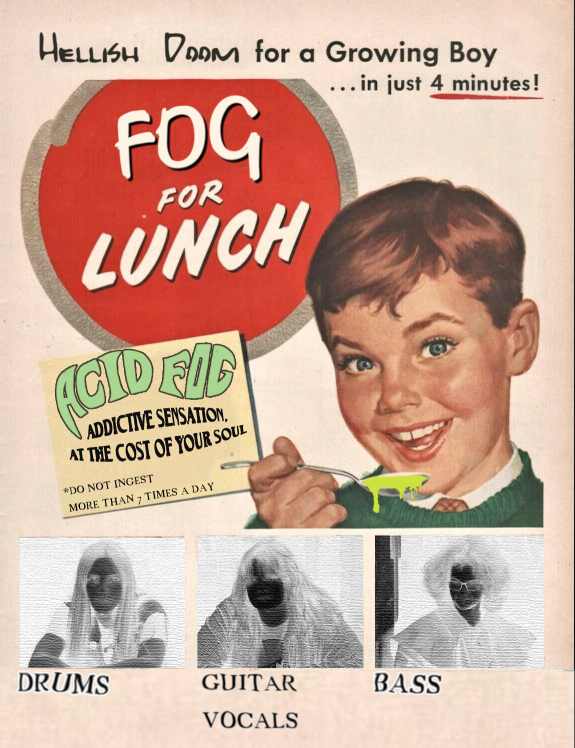 HELLISH DOOM for a Growing Boy
...in just 4 minutes!
FOG
FOR
LUNCH
ACID FOG
ADDICTIVE SENSATION,
AT THE COST OF YOUR SOUL
*DO NOT INGEST
MORE THAN 7 TIMES A DAY
DRUMS
GUITAR
VOCALS
BASS